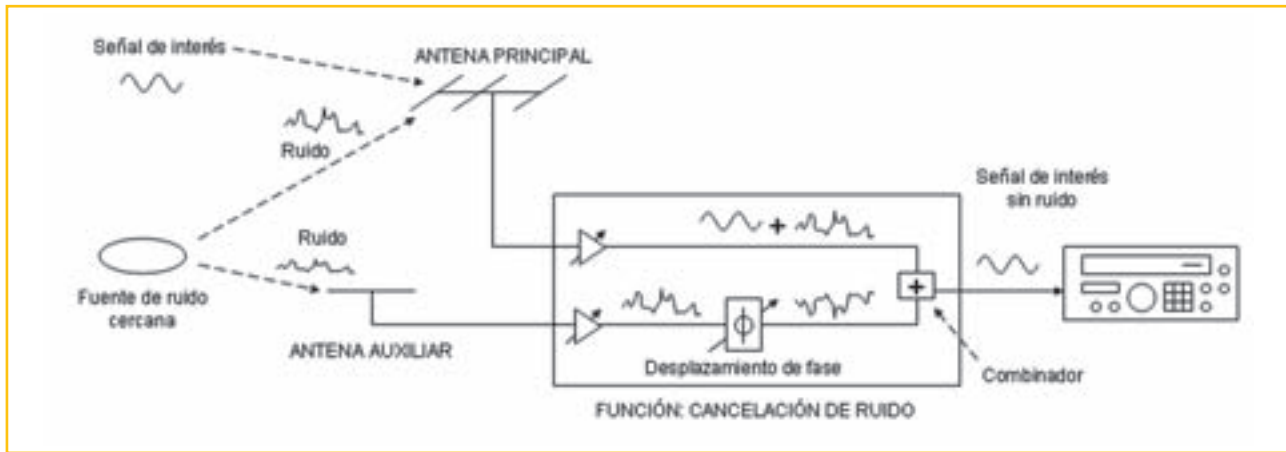 Señal de interés
ANTENA PRINCIPAL
Ruido
Señal de interés
sin ruido
Ruido
Fuente de ruido
cercana
ANTENA AUXILIAR
Desplazamiento de fase
Combinador
FUNCIÓN: CANCELACIÓN DE RUIDO